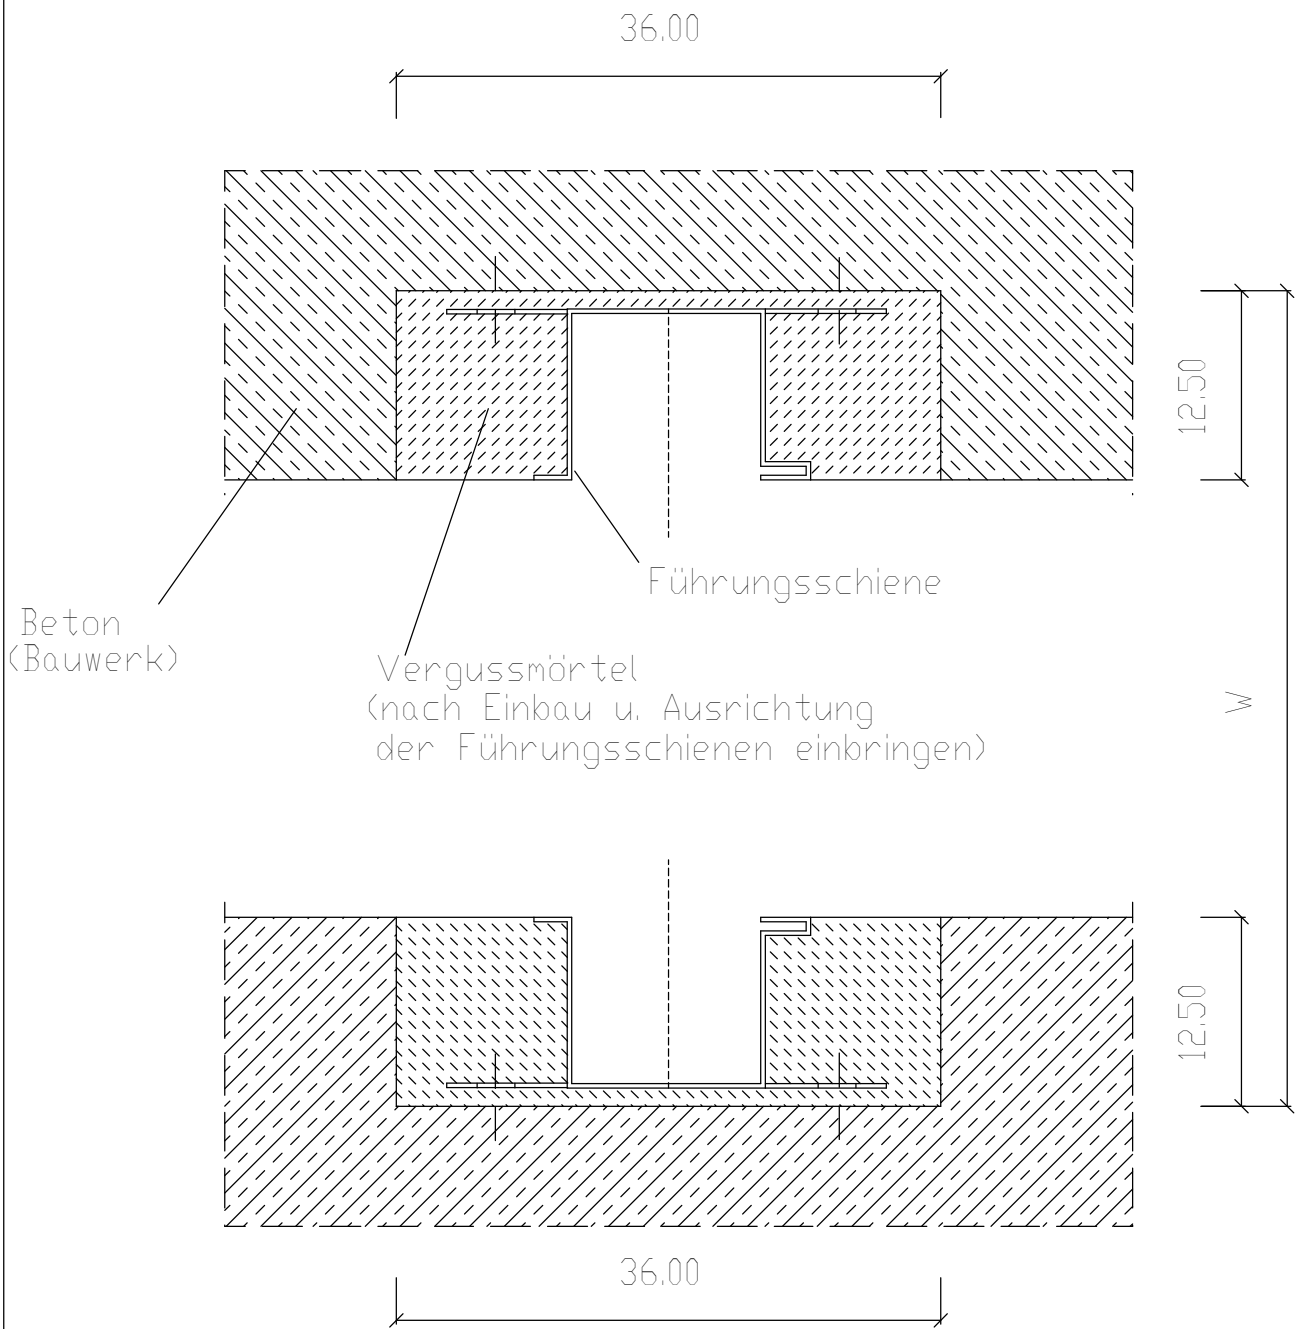 36.00
12.50
Führungsschiene
Beton
(Bauwerk)
Vergussmörtel
(nach Einbau u. Ausrichtung
der Führungsschienen einbringen)
W
12.50
36.00